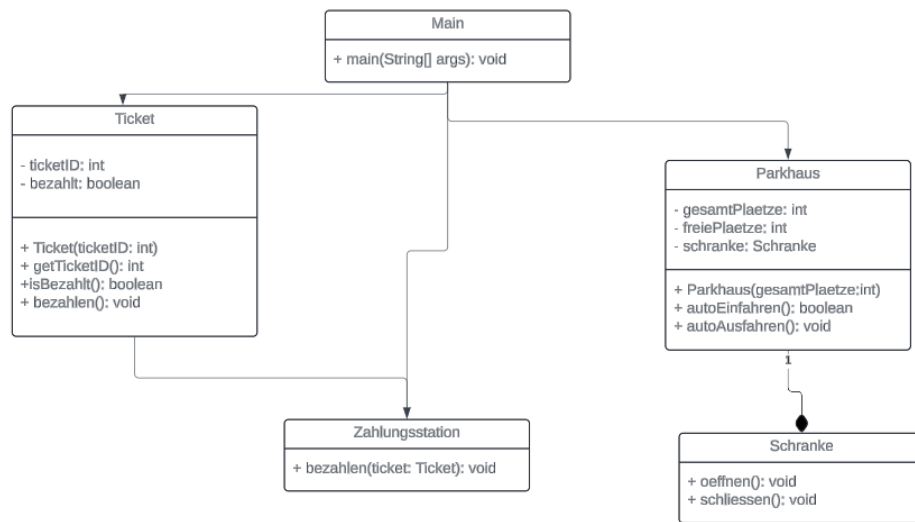 Main
+ main(String[] args): void
Ticket
- ticketID: int
- bezahlt: boolean
+ Ticket(ticketID: int)
+ getTicketID(): int
+isBezahlt(): boolean
+ bezahlen(): void
Parkhaus
- gesamtPlaetze: int
- freiePlaetze: int
- schranke: Schranke
+ Parkhaus(gesamtPlaetze:int)
+ autoEinfahren(): boolean
+ autoAusfahren(): void
1
Zahlungsstation
+ bezahlen(ticket: Ticket): void
Schranke
+ oeffnen(): void
+ schliessen(): void